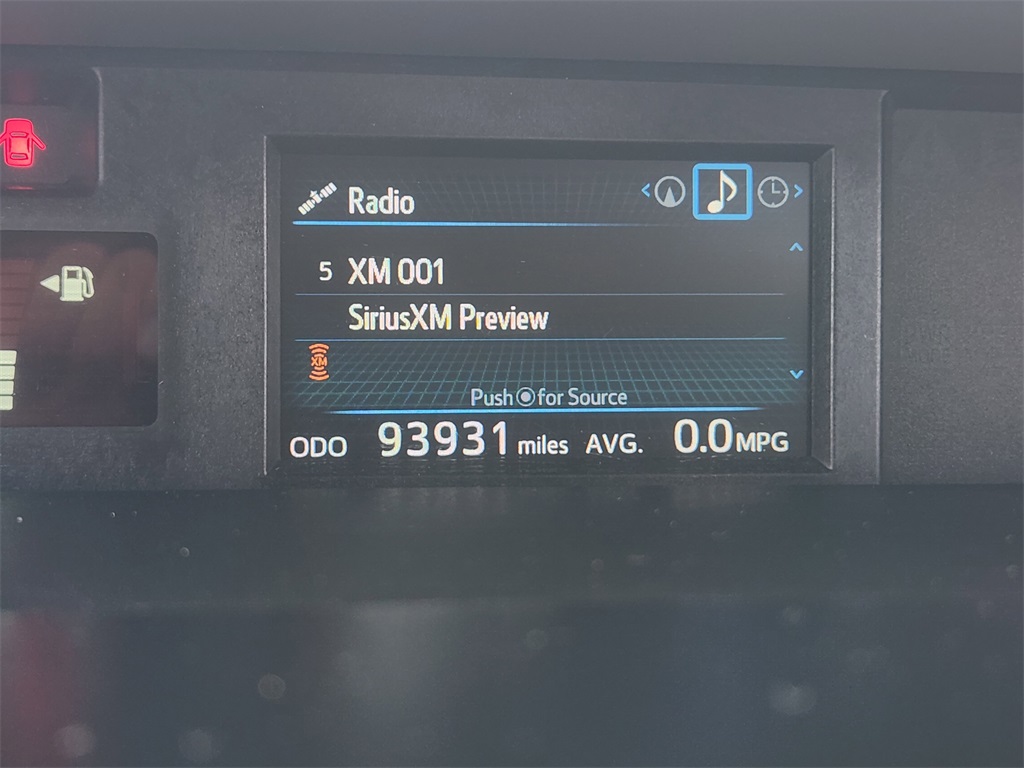 Radio
5 XM 001
SiriusXM Preview
XM
Push for Source
ODO 93931 miles AVG. 0.0 MPG